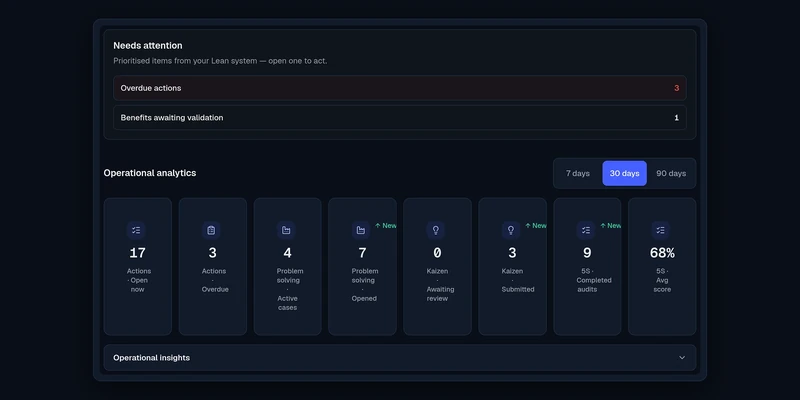 Needs attention
Prioritised items from your Lean system — open one to act.
Overdue actions 3
Benefits awaiting validation 1
Operational analytics
7 days 30 days 90 days
17
Actions
· Open
now
3
Actions
·
Overdue
4
Problem
solving
·
Active
cases
↑ New
7
Problem
solving
·
Opened
0
Kaizen
·
Awaiting
review
↑ New
3
Kaizen
·
Submitted
↑ New
9
5S ·
Completed
audits
68%
5S ·
Avg
score
Operational insights